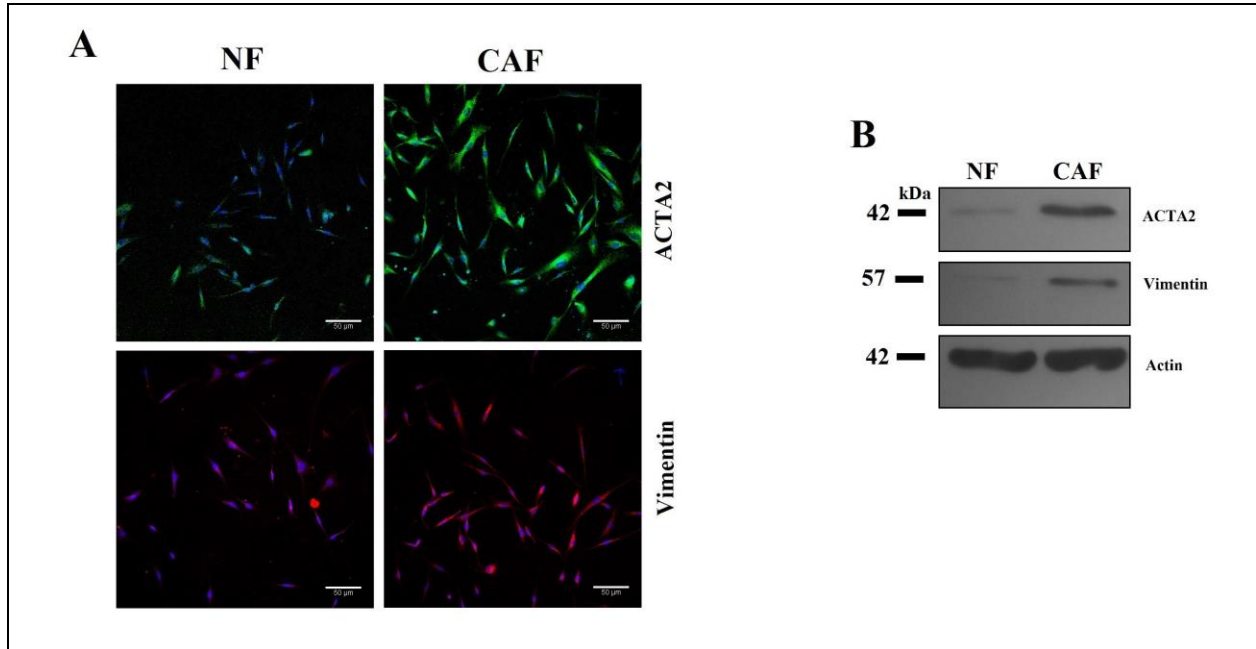 A
NF
CAF
ACTA2
50 µm
50 µm
Vimentin
50 µm
50 µm
B
NF
CAF
kDa
42
ACTA2
57
Vimentin
42
Actin